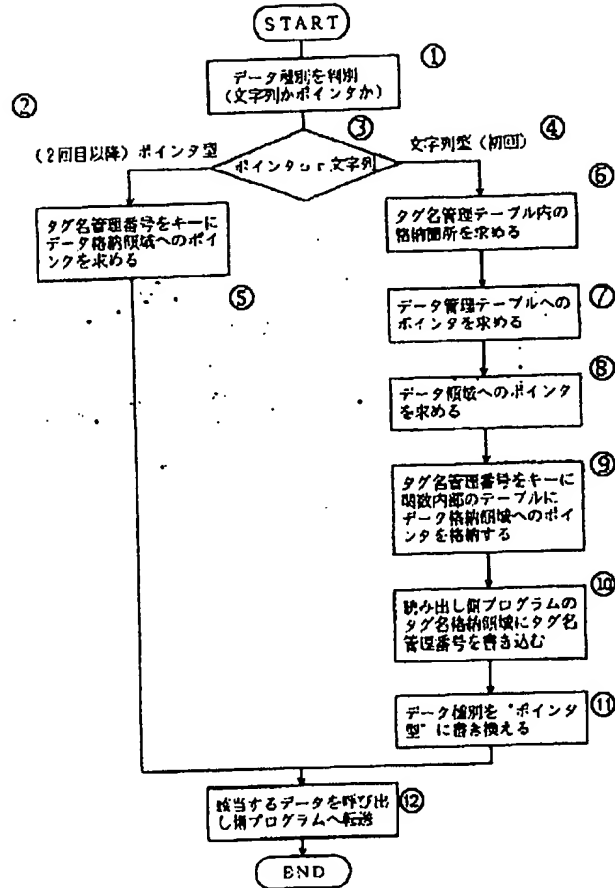 START
①
データ種別を判別
(文字列かポインタか)
②
③
④
(2回目以降) ポインタ型
ポインタor文字列
文字列型 (初回)
⑥
タグ名管理番号をキーに
データ格納領域へのポイ
ンタを求める
⑤
タグ名管理テーブル内の
格納箇所を求める
⑦
データ管理テーブルへの
ポインタを求める
⑧
データ領域へのポインタ
を求める
⑨
タグ名管理番号をキーに
関数内部のテーブルに
データ格納領域へのポイ
ンタを格納する
⑩
読み出し側プログラムの
タグ名格納領域にタグ名
管理番号を書き込む
⑪
データ種別を"ポインタ
型"に書き換える
⑫
該当するデータを呼び出
し側プログラムへ転送
END